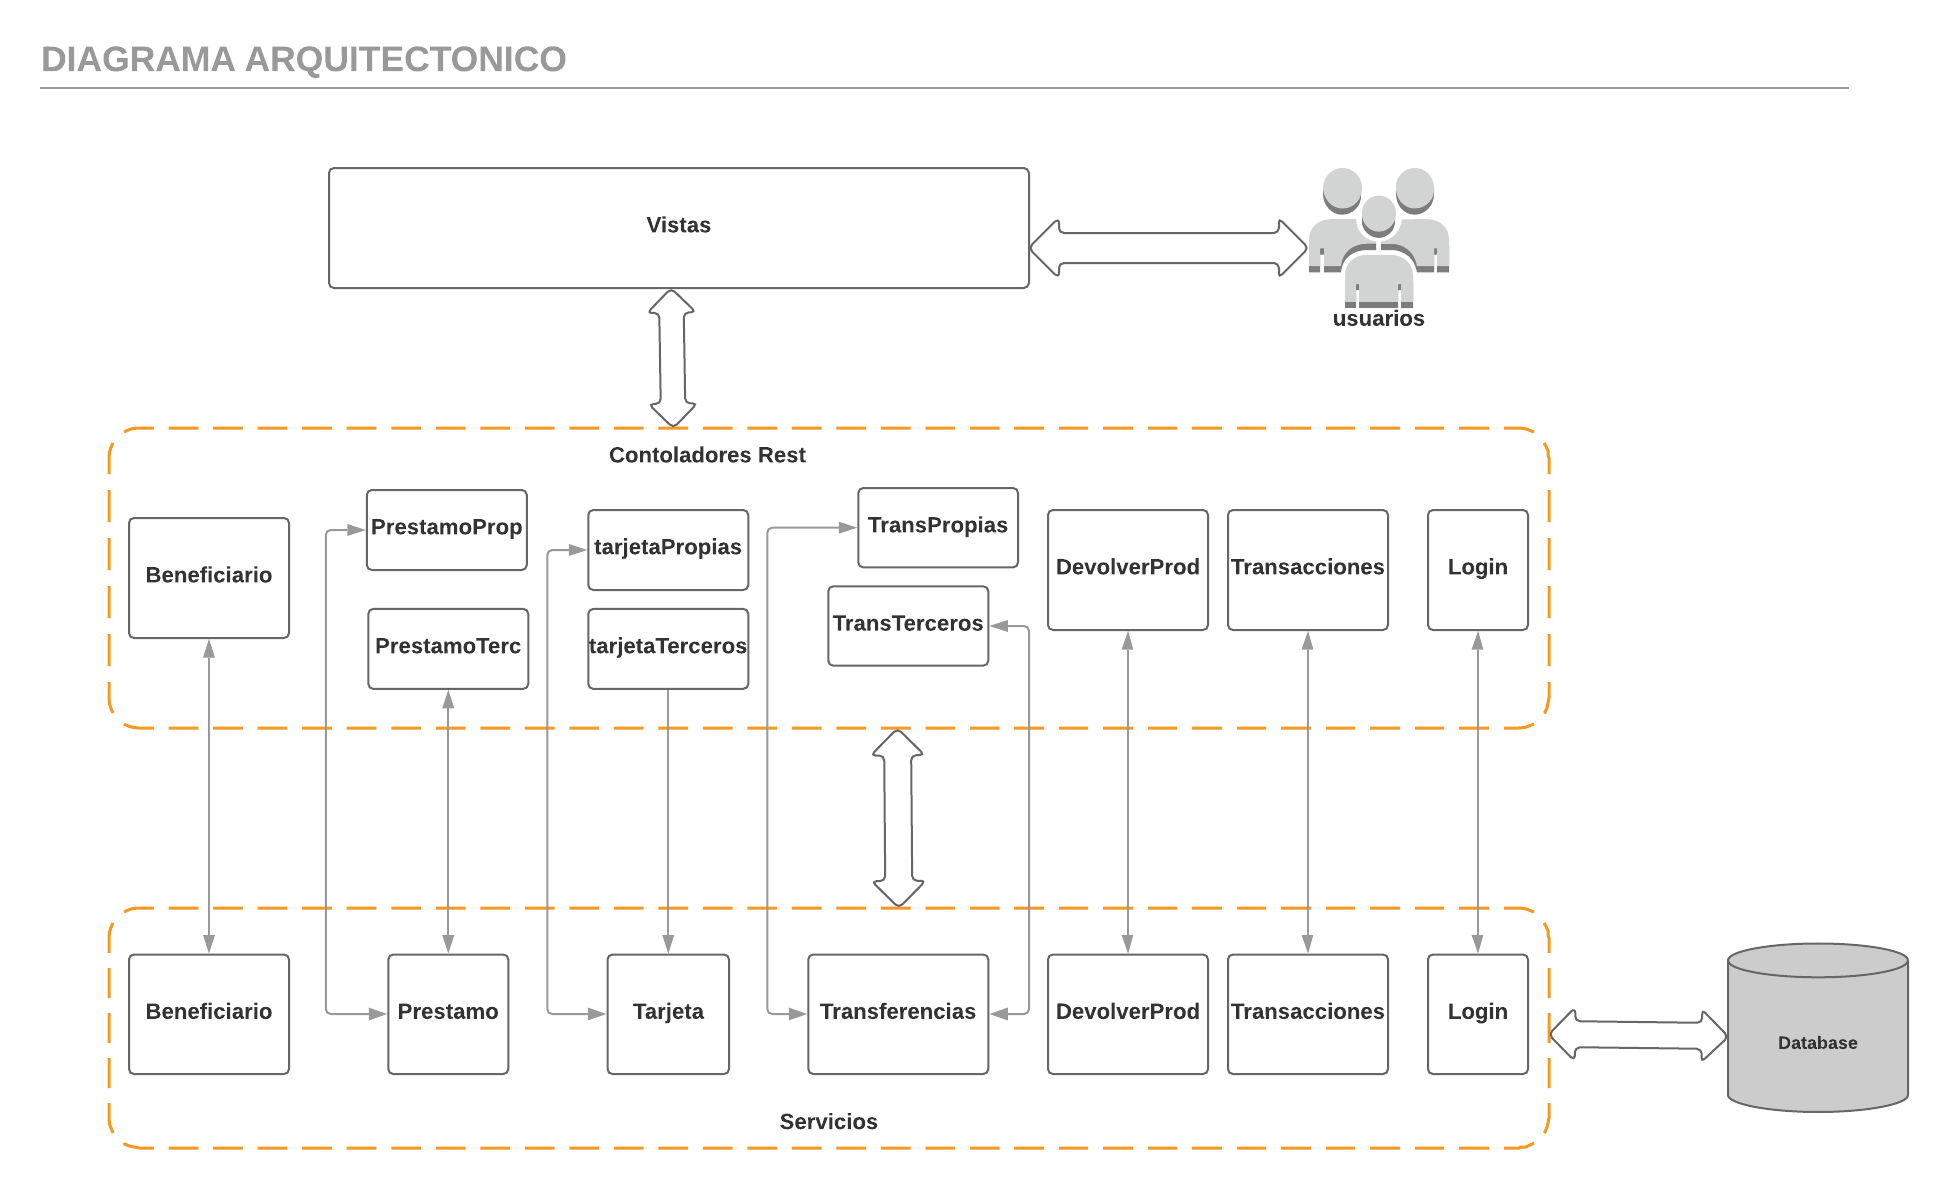 DIAGRAMA ARQUITECTONICO
Vistas
usuarios
Contoladores Rest
Beneficiario
PrestamoProp
PrestamoTerc
tarjetaPropias
tarjetaTerceros
TransPropias
TransTerceros
DevolverProd
Transacciones
Login
Beneficiario
Prestamo
Tarjeta
Transferencias
DevolverProd
Transacciones
Login
Database
Servicios